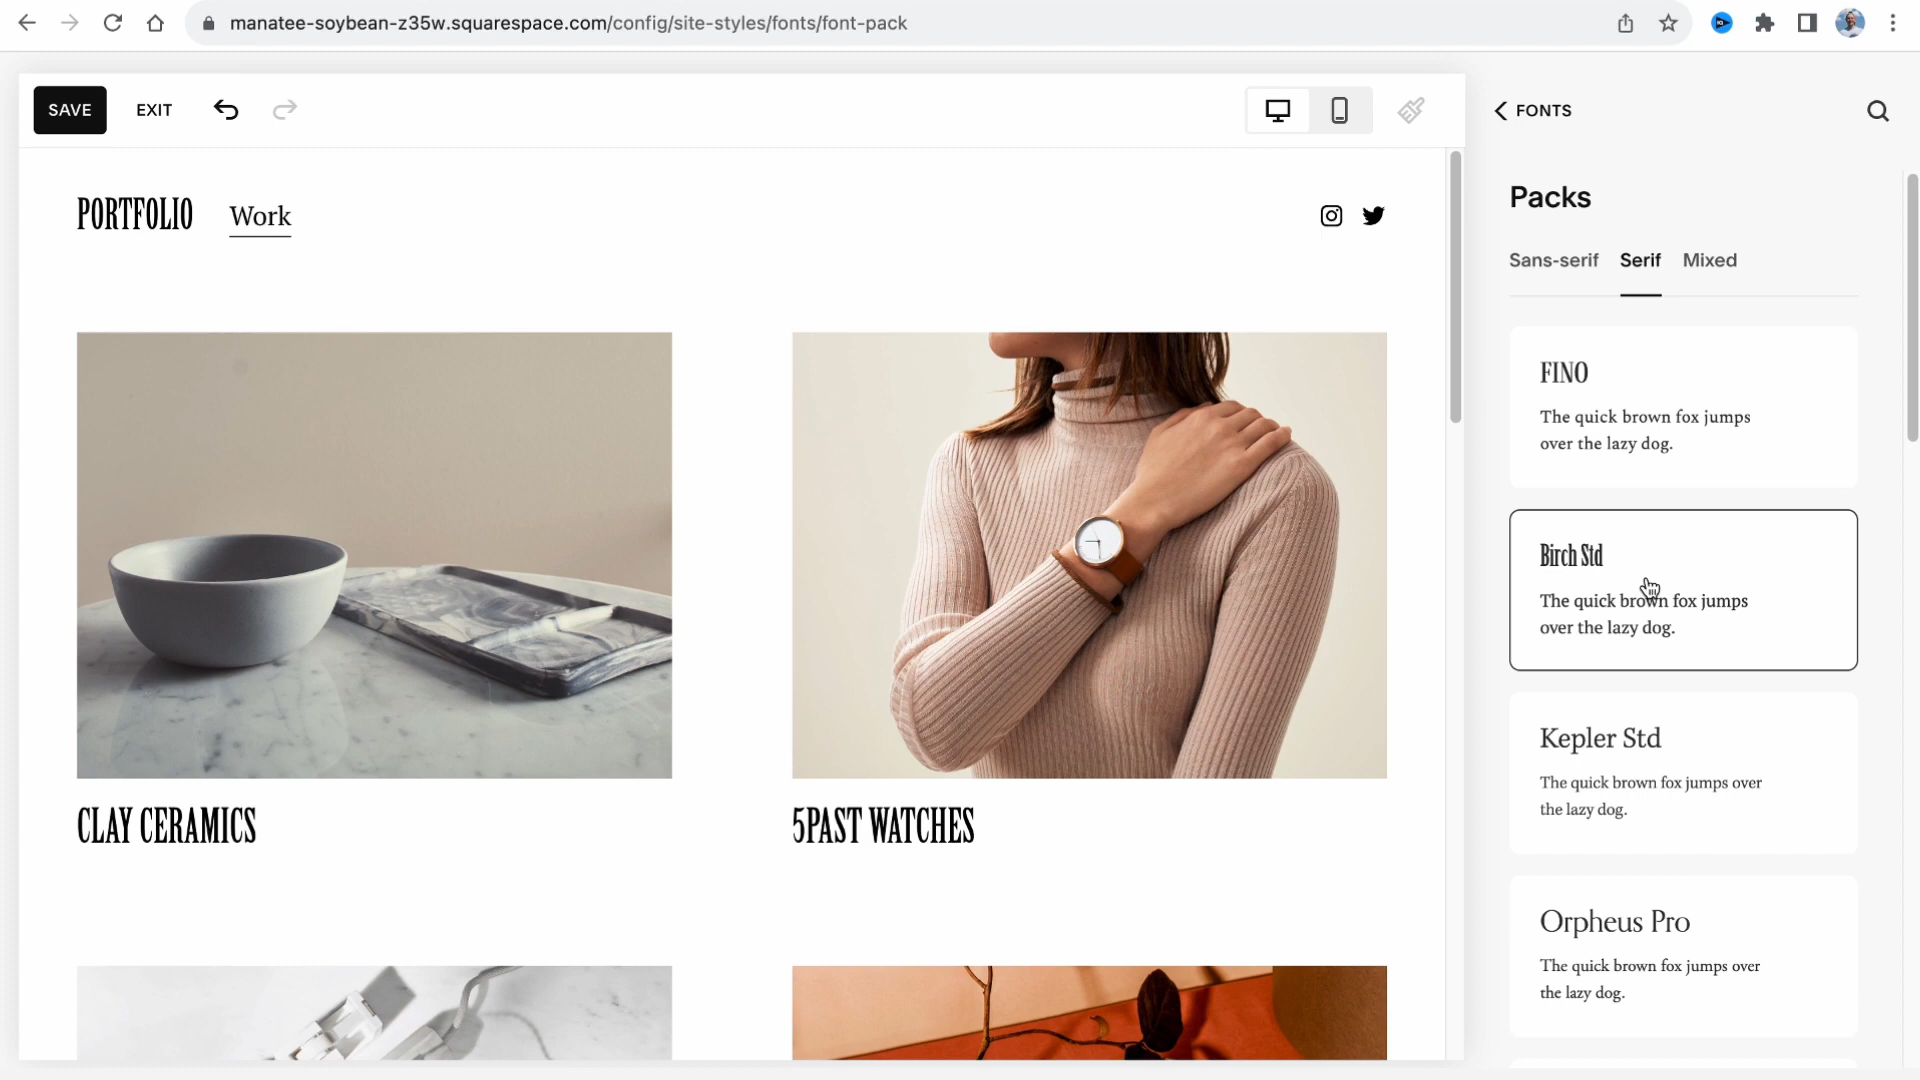 manatee-soybean-z35w.squarespace.com/config/site-styles/fonts/font-pack
SAVE
EXIT
FONTS
PORTFOLIO
Work
Packs
Sans-serif
Serif
Mixed
FINO
The quick brown fox jumps
over the lazy dog.
Birch Std
The quick brown fox jumps
over the lazy dog.
Kepler Std
The quick brown fox jumps over
the lazy dog.
CLAY CERAMICS
5PAST WATCHES
Orpheus Pro
The quick brown fox jumps over
the lazy dog.